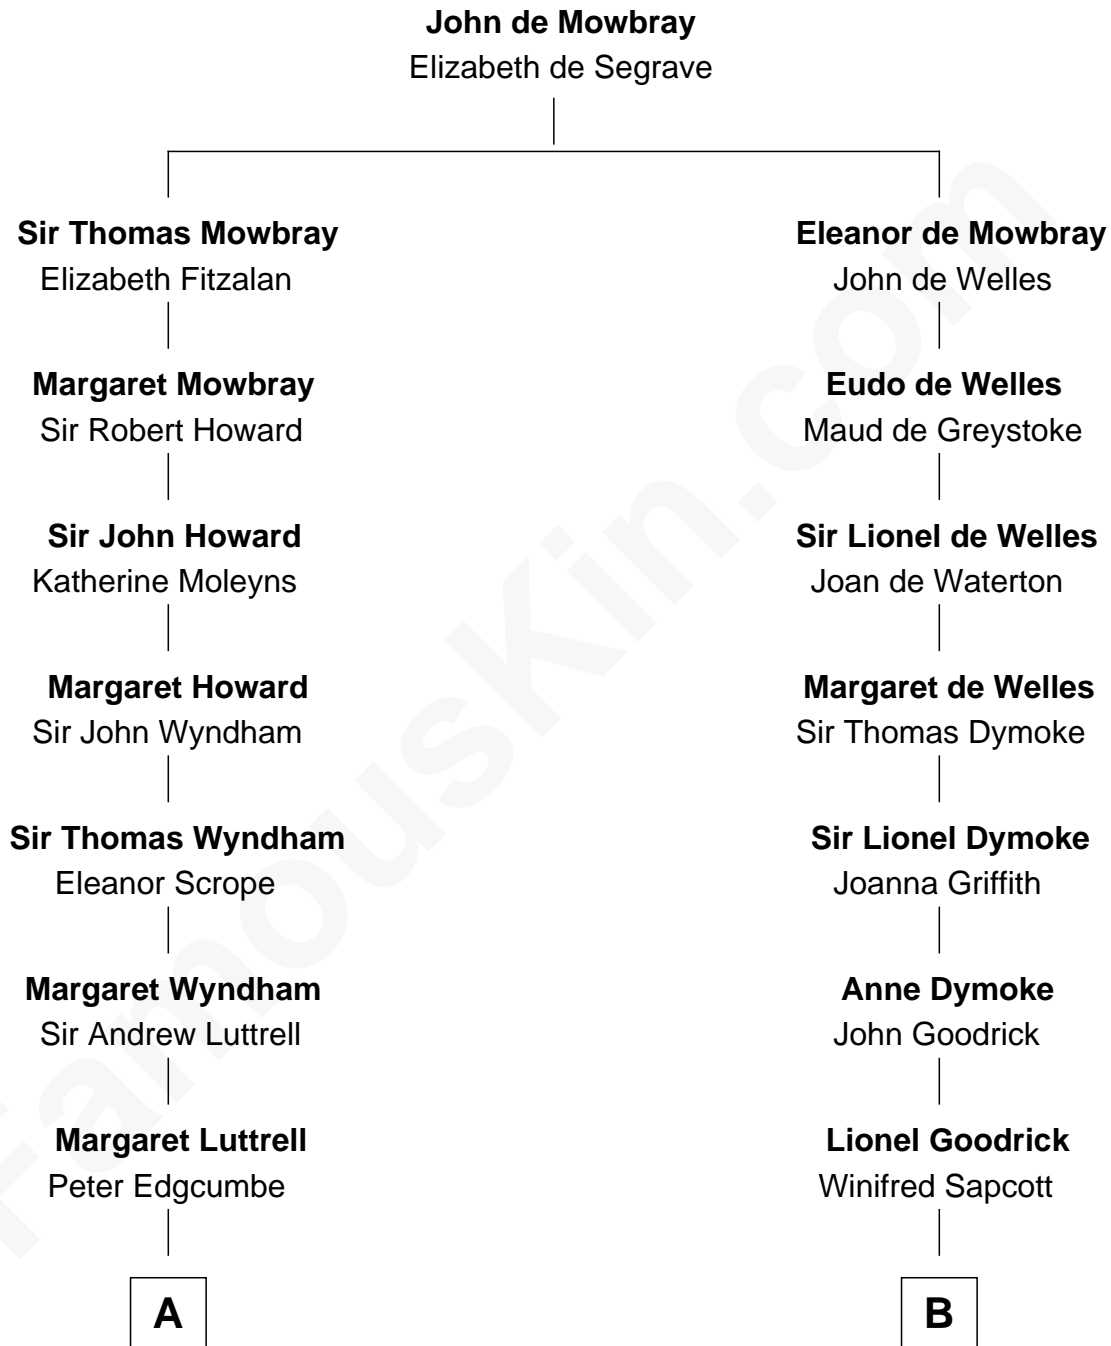 John de Mowbray
Elizabeth de Segrave
Sir Thomas Mowbray
Elizabeth Fitzalan
Eleanor de Mowbray
John de Welles
Margaret Mowbray
Sir Robert Howard
Eudo de Welles
Maud de Greystoke
Sir John Howard
Katherine Moleyns
Sir Lionel de Welles
Joan de Waterton
Margaret Howard
Sir John Wyndham
Margaret de Welles
Sir Thomas Dymoke
Sir Thomas Wyndham
Eleanor Scrope
Sir Lionel Dymoke
Joanna Griffith
Margaret Wyndham
Sir Andrew Luttrell
Anne Dymoke
John Goodrick
Margaret Luttrell
Peter Edgcumbe
Lionel Goodrick
Winifred Sapcott
A
B
FamousKin.com